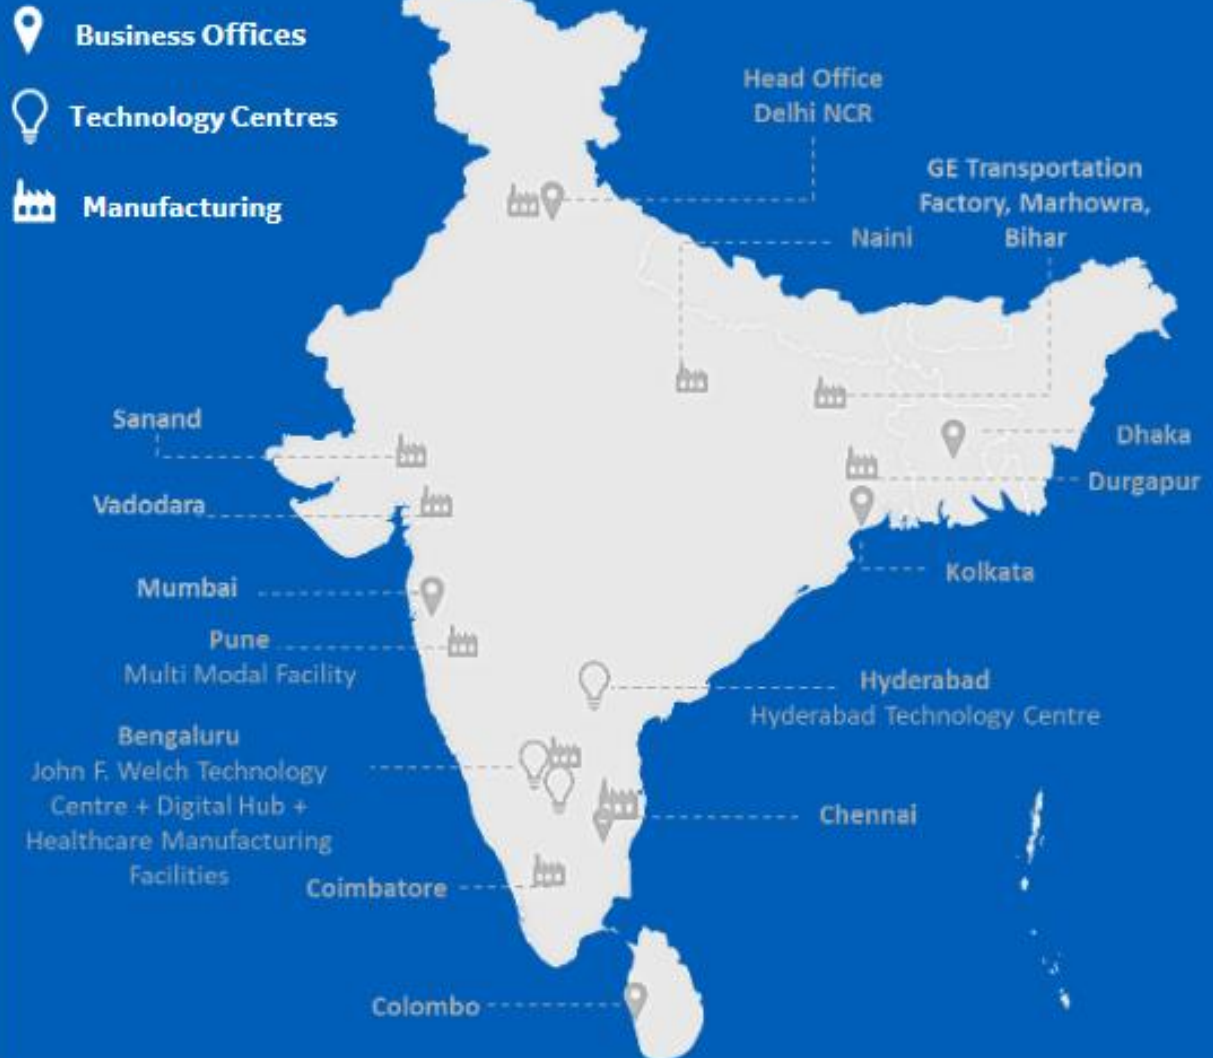 Business Offices
Technology Centres
Manufacturing
Head Office
Delhi NCR
GE Transportation
Factory, Marhowra,
Bihar
Naini
Sanand
Dhaka
Durgapur
Vadodara
Kolkata
Mumbai
Pune
Multi Modal Facility
Hyderabad
Hyderabad Technology Centre
Bengaluru
John F. Welch Technology
Centre + Digital Hub +
Healthcare Manufacturing
Facilities
Chennai
Coimbatore
Colombo